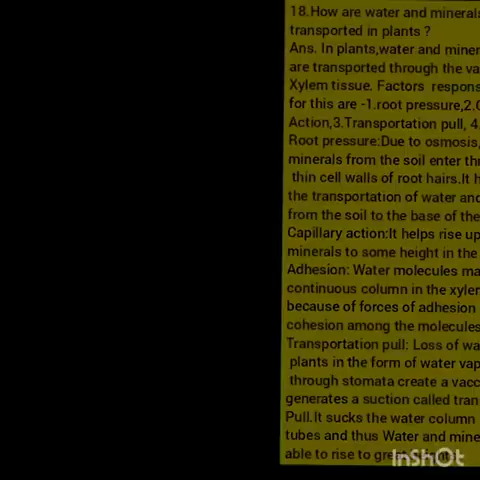 18.How are water and minerals
transported in plants ?
Ans. In plants,water and miner
are transported through the va
Xylem tissue. Factors respons
for this are -1.root pressure,2.C
Action,3.Transportation pull, 4.
Root pressure:Due to osmosis,
minerals from the soil enter thr
thin cell walls of root hairs.It h
the transportation of water and
from the soil to the base of the
Capillary action:It helps rise up
minerals to some height in the
Adhesion: Water molecules ma
continuous column in the xyler
because of forces of adhesion
cohesion among the molecules
Transportation pull: Loss of wa
plants in the form of water vap
through stomata create a vacc
generates a suction called tran
Pull.It sucks the water column
tubes and thus Water and mine
able to rise to great heights
InShOt